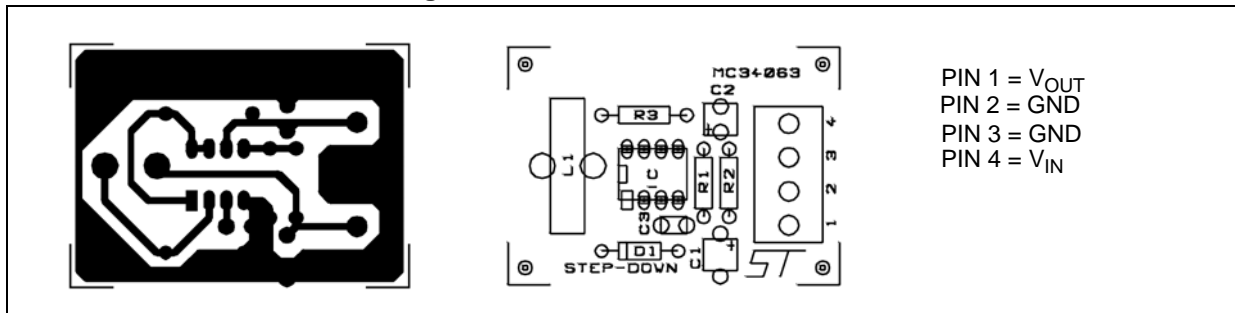 MC34063
C2
R3
L1
IC
R1
R2
C3
D1
C1
STEP-DOWN
ST
4
3
2
1
PIN 1 = VOUT
PIN 2 = GND
PIN 3 = GND
PIN 4 = VIN